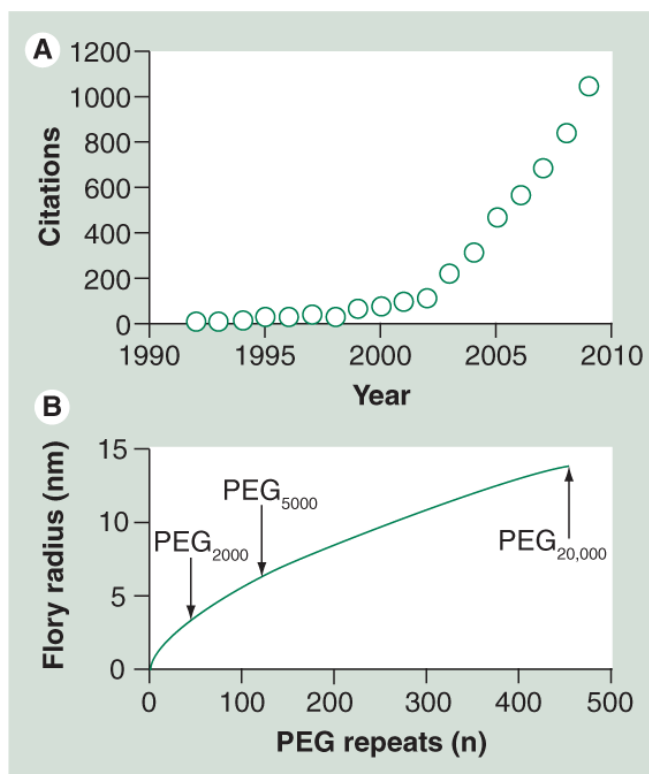 A
1200
1000
800
600
400
200
0
Citations
1990 1995 2000 2005 2010
Year
B
15
10
5
0
Flory radius (nm)
PEG2000
PEG5000
PEG20,000
0 100 200 300 400 500
PEG repeats (n)